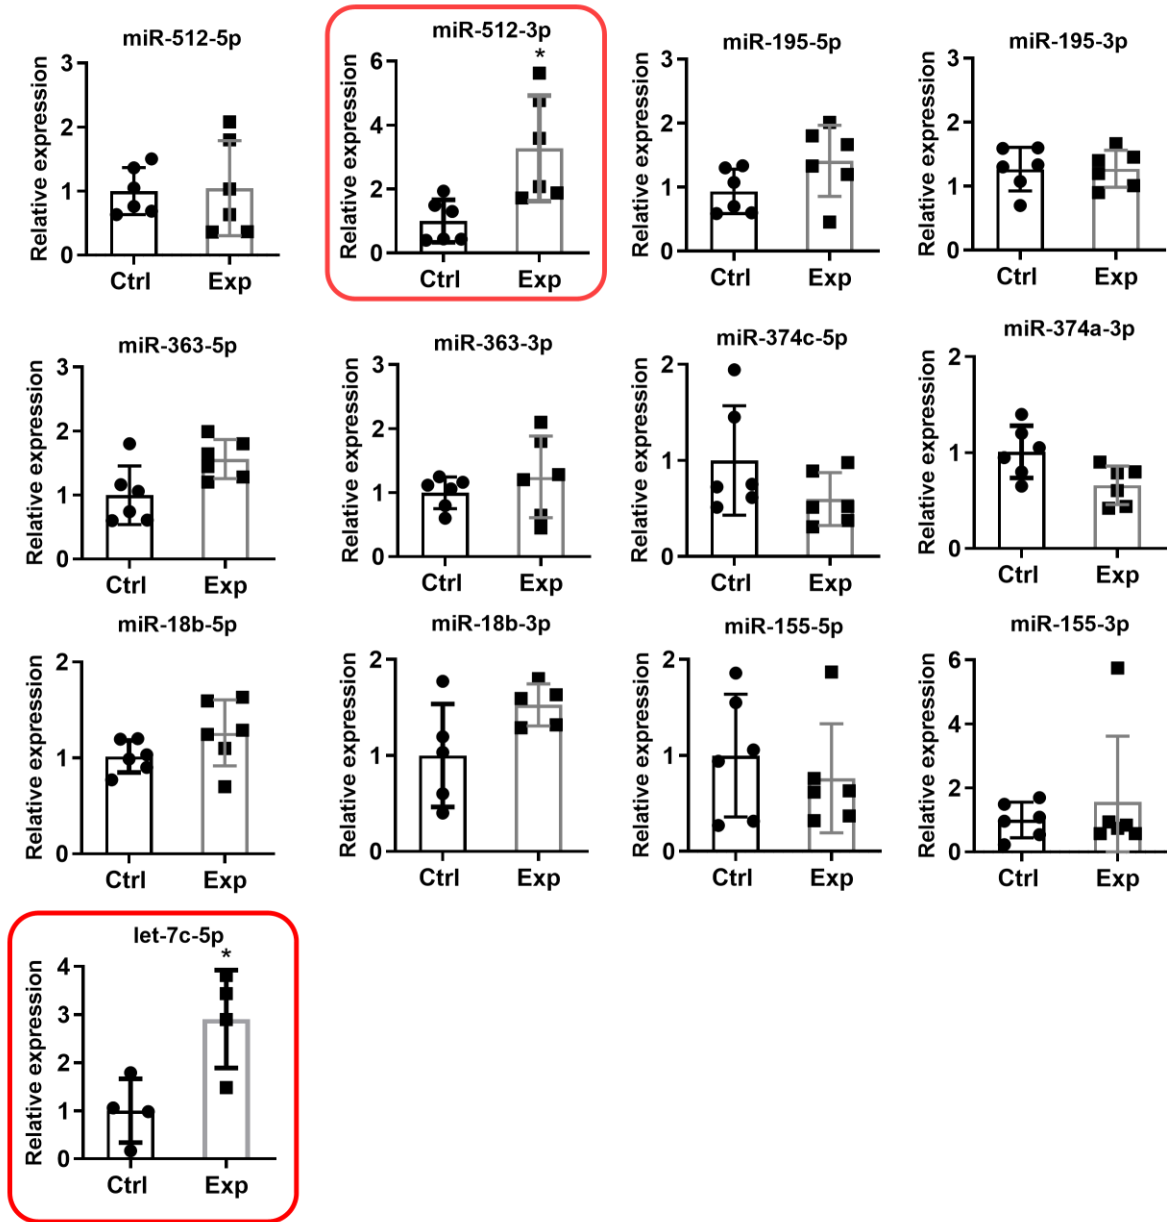 miR-512-5p
Relative expression
3
2
1
0
Ctrl Exp
miR-512-3p
*
Relative expression
6
4
2
0
Ctrl Exp
miR-195-5p
Relative expression
3
2
1
0
Ctrl Exp
miR-195-3p
Relative expression
3
2
1
0
Ctrl Exp
miR-363-5p
Relative expression
3
2
1
0
Ctrl Exp
miR-363-3p
Relative expression
3
2
1
0
Ctrl Exp
miR-374c-5p
Relative expression
2
1
0
Ctrl Exp
miR-374a-3p
Relative expression
2
1
0
Ctrl Exp
miR-18b-5p
Relative expression
2
1
0
Ctrl Exp
miR-18b-3p
Relative expression
2
1
0
Ctrl Exp
miR-155-5p
Relative expression
2
1
0
Ctrl Exp
miR-155-3p
Relative expression
6
4
2
0
Ctrl Exp
let-7c-5p
*
Relative expression
4
3
2
1
0
Ctrl Exp